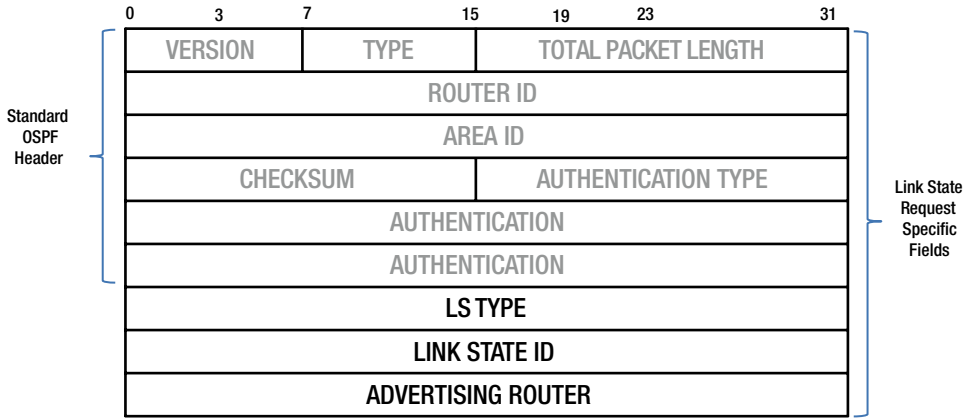 0 3 7 15 19 23 31
VERSION TYPE TOTAL PACKET LENGTH
ROUTER ID
AREA ID
CHECKSUM AUTHENTICATION TYPE
AUTHENTICATION
AUTHENTICATION
LS TYPE
LINK STATE ID
ADVERTISING ROUTER
Standard
OSPF
Header
Link State
Request
Specific
Fields